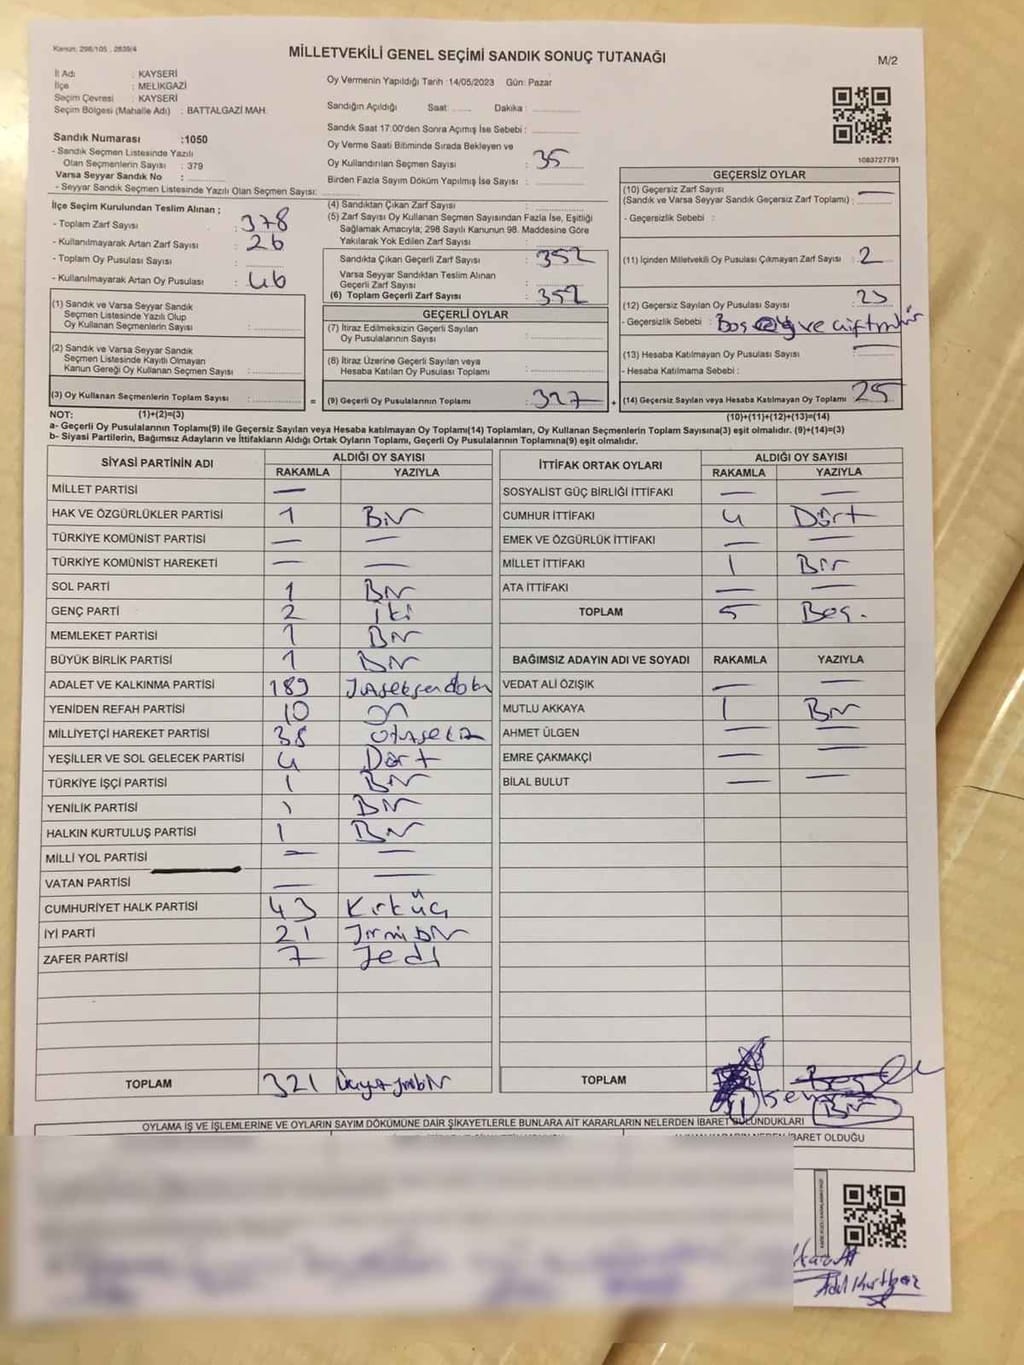 Kanun: 298/105 , 2839/4
MİLLETVEKİLİ GENEL SEÇİMİ SANDIK SONUÇ TUTANAĞI
M/2
İl Adı : KAYSERİ
İlçe : MELİKGAZİ
Seçim Çevresi : KAYSERİ
Seçim Bölgesi (Mahalle Adı) : BATTALGAZİ MAH.
Sandık Numarası :1050
- Sandık Seçmen Listesinde Yazılı
Olan Seçmenlerin Sayısı : 379
Varsa Seyyar Sandık No :
- Seyyar Sandık Seçmen Listesinde Yazılı Olan Seçmen Sayısı:
Oy Vermenin Yapıldığı Tarih :14/05/2023 Gün: Pazar
Sandığın Açıldığı Saat: ...... Dakika: ............
Sandık Saat 17.00'den Sonra Açımış İse Sebebi : ............
Oy Verme Saati Bitiminde Sırada Bekleyen ve
Oy Kullandırılan Seçmen Sayısı : 35
Birden Fazla Sayım Döküm Yapılmış İse Sayısı : ............
1083727791
İlçe Seçim Kurulundan Teslim Alınan ;
- Toplam Zarf Sayısı : 378
- Kullanılmayarak Artan Zarf Sayısı : 26
- Toplam Oy Pusulası Sayısı : ............
- Kullanılmayarak Artan Oy Pusulası : 46
(1) Sandık ve Varsa Seyyar Sandık
Seçmen Listesinde Yazılı Olup
Oy Kullanan Seçmenlerin Sayısı : ............
(2) Sandık ve Varsa Seyyar Sandık
Seçmen Listesinde Kayıtlı Olmayan
Kanun Gereği Oy Kullanan Seçmen Sayısı : ............
(3) Oy Kullanan Seçmenlerin Toplam Sayısı : ............ =
(4) Sandıktan Çıkan Zarf Sayısı : ............
(5) Zarf Sayısı Oy Kullanan Seçmen Sayısından Fazla İse, Eşitliği
Sağlamak Amacıyla; 298 Sayılı Kanunun 98. Maddesine Göre
Yakılarak Yok Edilen Zarf Sayısı : ............
Sandıkta Çıkan Geçerli Zarf Sayısı : 352
Varsa Seyyar Sandıktan Teslim Alınan
Geçerli Zarf Sayısı : ............
(6) Toplam Geçerli Zarf Sayısı : 352
GEÇERLİ OYLAR
(7) İtiraz Edilmeksizin Geçerli Sayılan
Oy Pusulalarının Sayısı : ............
(8) İtiraz Üzerine Geçerli Sayılan veya
Hesaba Katılan Oy Pusulası Toplamı : ............
(9) Geçerli Oy Pusulalarının Toplamı : 327 +
GEÇERSİZ OYLAR
(10) Geçersiz Zarf Sayısı
(Sandık ve Varsa Seyyar Sandık Geçersiz Zarf Toplamı) : —
- Geçersizlik Sebebi :
(11) İçinden Milletvekili Oy Pusulası Çıkmayan Zarf Sayısı : 2
(12) Geçersiz Sayılan Oy Pusulası Sayısı : 23
- Geçersizlik Sebebi : Boş oy ve çift mühür
(13) Hesaba Katılmayan Oy Pusulası Sayısı : —
- Hesaba Katılmama Sebebi :
(14) Geçersiz Sayılan veya Hesaba Katılmayan Oy Toplamı : 25
NOT: (1)+(2)=(3) (10)+(11)+(12)+(13)=(14)
a- Geçerli Oy Pusulalarının Toplamı(9) ile Geçersiz Sayılan veya Hesaba Katılmayan Oy Toplamı(14) Toplamları, Oy Kullanan Seçmenlerin Toplam Sayısına(3) eşit olmalıdır. (9)+(14)=(3)
b- Siyasi Partilerin, Bağımsız Adayların ve İttifakların Aldığı Ortak Oyların Toplamı, Geçerli Oy Pusulalarının Toplamına(9) eşit olmalıdır.
SİYASİ PARTİNİN ADI ALDIĞI OY SAYISI
RAKAMLA YAZIYLA
MİLLET PARTİSİ —
HAK VE ÖZGÜRLÜKLER PARTİSİ 1 Bir
TÜRKİYE KOMÜNİST PARTİSİ — —
TÜRKİYE KOMÜNİST HAREKETİ — —
SOL PARTİ 1 Bir
GENÇ PARTİ 2 İki
MEMLEKET PARTİSİ 1 Bir
BÜYÜK BİRLİK PARTİSİ 1 Bir
ADALET VE KALKINMA PARTİSİ 189 Yüzseksendokuz
YENİDEN REFAH PARTİSİ 10 On
MİLLİYETÇİ HAREKET PARTİSİ 38 Otuzsekiz
YEŞİLLER VE SOL GELECEK PARTİSİ 4 Dört
TÜRKİYE İŞÇİ PARTİSİ 1 Bir
YENİLİK PARTİSİ 1 Bir
HALKIN KURTULUŞ PARTİSİ 1 Bir
MİLLİ YOL PARTİSİ — —
VATAN PARTİSİ — —
CUMHURİYET HALK PARTİSİ 43 Kırküç
İYİ PARTİ 21 Yirmibir
ZAFER PARTİSİ 7 Yedi
TOPLAM 321 Üçyüzyirmibir
İTTİFAK ORTAK OYLARI ALDIĞI OY SAYISI
RAKAMLA YAZIYLA
SOSYALİST GÜÇ BİRLİĞİ İTTİFAKI — —
CUMHUR İTTİFAKI 4 Dört
EMEK VE ÖZGÜRLÜK İTTİFAKI — —
MİLLET İTTİFAKI 1 Bir
ATA İTTİFAKI — —
TOPLAM 5 Beş.
BAĞIMSIZ ADAYIN ADI VE SOYADI RAKAMLA YAZIYLA
VEDAT ALİ ÖZIŞIK — —
MUTLU AKKAYA 1 Bir
AHMET ÜLGEN — —
EMRE ÇAKMAKÇİ — —
BİLAL BULUT — —
TOPLAM Beş
1 Bir
OYLAMA İŞ VE İŞLEMLERİNE VE OYLARIN SAYIM DÖKÜMÜNE DAİR ŞİKAYETLERLE BUNLARA AİT KARARLARIN NELERDEN İBARET BULUNDUKLARI
İBARET OLDUĞU